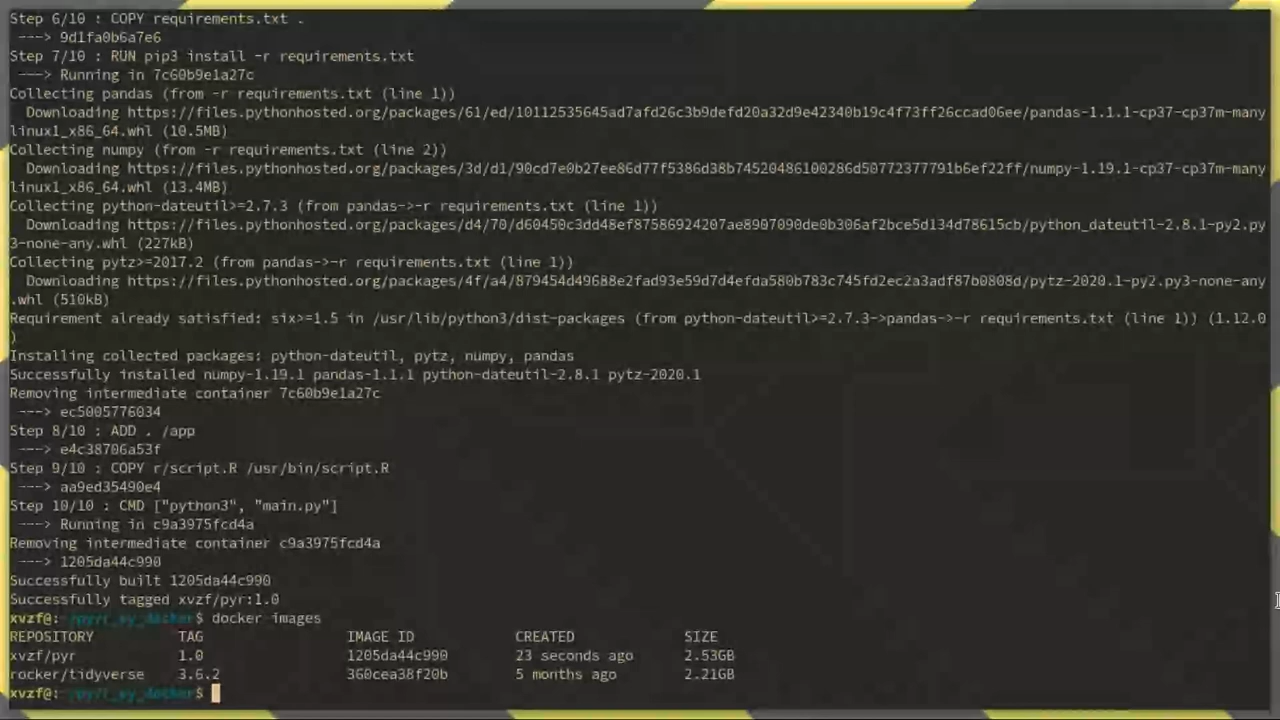 Step 6/10 : COPY requirements.txt .
---> 9d1fa0b6a7e6
Step 7/10 : RUN pip3 install -r requirements.txt
---> Running in 7c60b9e1a27c
Collecting pandas (from -r requirements.txt (line 1))
Downloading https://files.pythonhosted.org/packages/61/ed/10112535645ad7afd26c3b9defd20a32d9e42340b19c4f73ff26ccad06ee/pandas-1.1.1-cp37-cp37m-many
linux1_x86_64.whl (10.5MB)
Collecting numpy (from -r requirements.txt (line 2))
Downloading https://files.pythonhosted.org/packages/3d/d1/90cd7e0b27ee86d77f5386d38b74520486100286d50772377791b6ef22ff/numpy-1.19.1-cp37-cp37m-many
linux1_x86_64.whl (13.4MB)
Collecting python-dateutil>=2.7.3 (from pandas->-r requirements.txt (line 1))
Downloading https://files.pythonhosted.org/packages/d4/70/d60450c3dd48ef87586924207ae8907090de0b306af2bce5d134d78615cb/python_dateutil-2.8.1-py2.py
3-none-any.whl (227kB)
Collecting pytz>=2017.2 (from pandas->-r requirements.txt (line 1))
Downloading https://files.pythonhosted.org/packages/4f/a4/879454d49688e2fad93e59d7d4efda580b783c745fd2ec2a3adf87b0808d/pytz-2020.1-py2.py3-none-any
.whl (510kB)
Requirement already satisfied: six>=1.5 in /usr/lib/python3/dist-packages (from python-dateutil>=2.7.3->pandas->-r requirements.txt (line 1)) (1.12.0
)
Installing collected packages: python-dateutil, pytz, numpy, pandas
Successfully installed numpy-1.19.1 pandas-1.1.1 python-dateutil-2.8.1 pytz-2020.1
Removing intermediate container 7c60b9e1a27c
---> ec5005776034
Step 8/10 : ADD . /app
---> e4c38706a53f
Step 9/10 : COPY r/script.R /usr/bin/script.R
---> aa9ed35490e4
Step 10/10 : CMD ["python3", "main.py"]
---> Running in c9a3975fcd4a
Removing intermediate container c9a3975fcd4a
---> 1205da44c990
Successfully built 1205da44c990
Successfully tagged xvzf/pyr:1.0
xvzf@: $ docker images
REPOSITORY TAG IMAGE ID CREATED SIZE
xvzf/pyr 1.0 1205da44c990 23 seconds ago 2.53GB
rocker/tidyverse 3.6.2 360cea38f20b 5 months ago 2.21GB
xvzf@: $